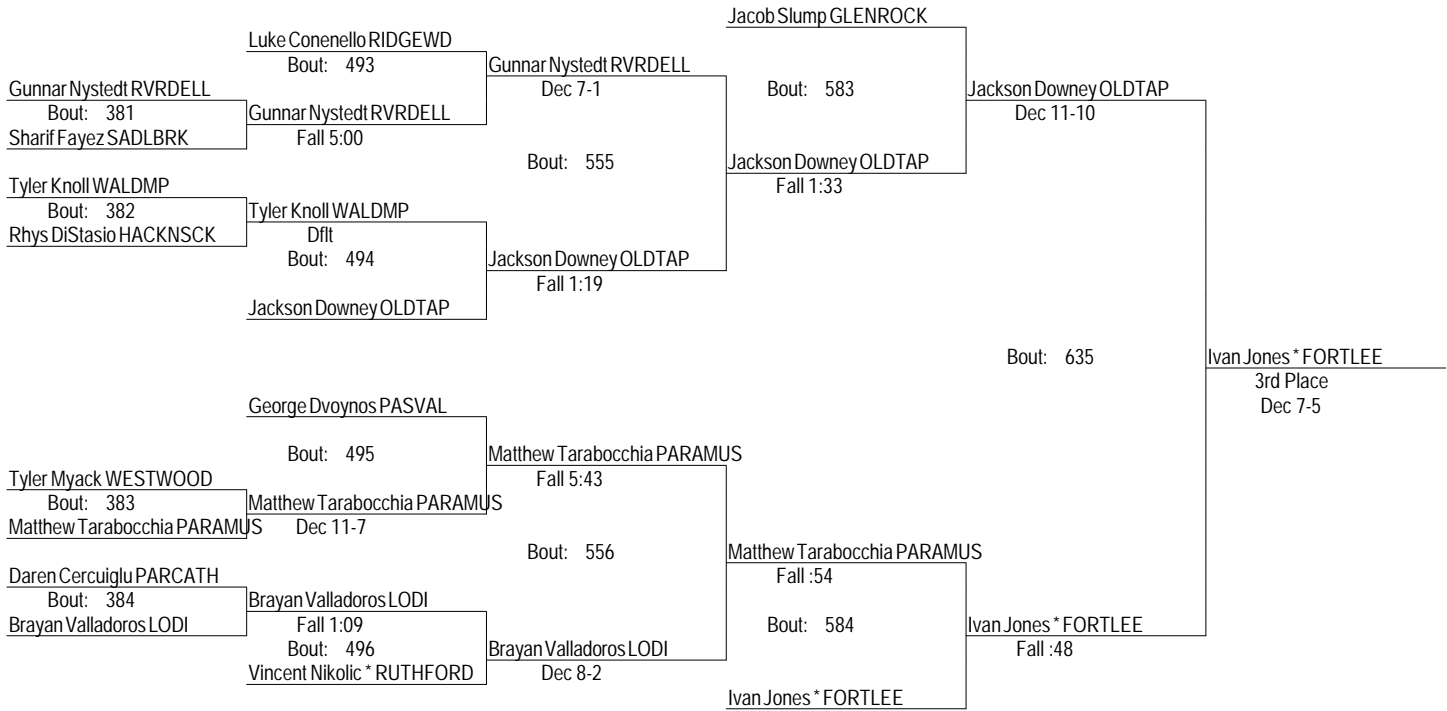 Jacob Slump GLENROCK
Luke Conenello RIDGEWD
Bout: 493
Gunnar Nystedt RVRDELL
Gunnar Nystedt RVRDELL
Dec 7-1
Bout: 583
Jackson Downey OLDTAP
Bout: 381
Gunnar Nystedt RVRDELL
Dec 11-10
Sharif Fayez SADLBRK
Fall 5:00
Bout: 555
Jackson Downey OLDTAP
Tyler Knoll WALDMP
Fall 1:33
Bout: 382
Tyler Knoll WALDMP
Rhys DiStasio HACKNSCK
Dflt
Bout: 494
Jackson Downey OLDTAP
Fall 1:19
Jackson Downey OLDTAP
Bout: 635
Ivan Jones * FORTLEE
3rd Place
Dec 7-5
George Dvoynos PASVAL
Bout: 495
Matthew Tarabocchia PARAMUS
Tyler Myack WESTWOOD
Fall 5:43
Bout: 383
Matthew Tarabocchia PARAMUS
Matthew Tarabocchia PARAMUS
Dec 11-7
Bout: 556
Matthew Tarabocchia PARAMUS
Daren Cercuiglu PARCATH
Fall :54
Bout: 384
Brayan Valladoros LODI
Brayan Valladoros LODI
Fall 1:09
Bout: 584
Ivan Jones * FORTLEE
Bout: 496
Brayan Valladoros LODI
Fall :48
Vincent Nikolic * RUTHFORD
Dec 8-2
Ivan Jones * FORTLEE